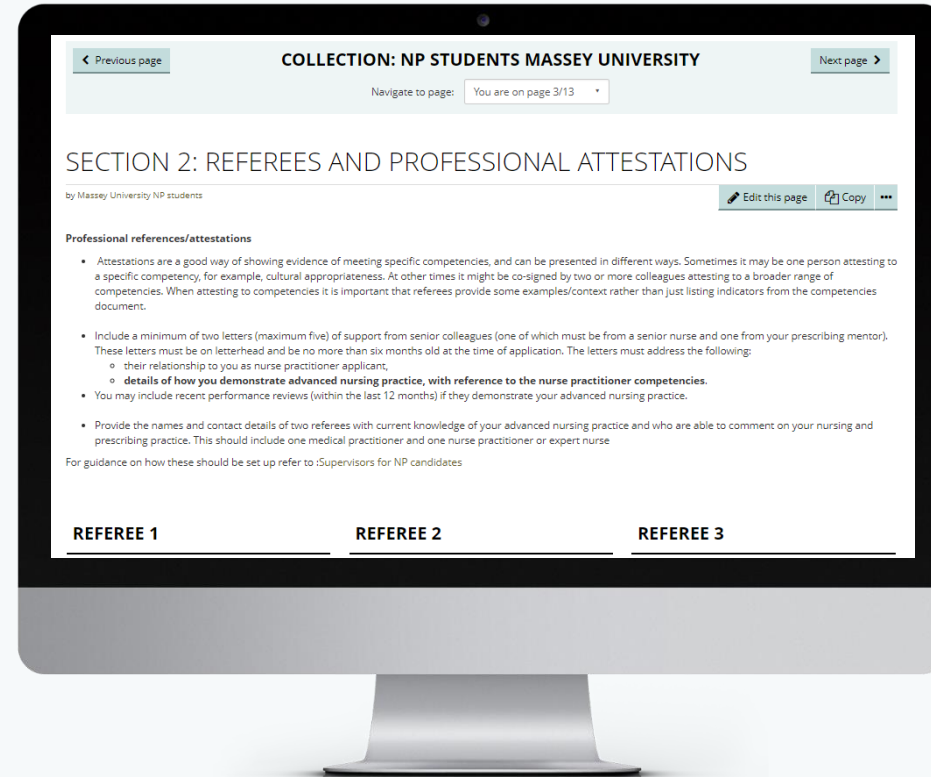 Previous page
COLLECTION: NP STUDENTS MASSEY UNIVERSITY
Next page
Navigate to page: You are on page 3/13
SECTION 2: REFEREES AND PROFESSIONAL ATTESTATIONS
by Massey University NP students
Edit this page Copy
Professional references/attestations
• Attestations are a good way of showing evidence of meeting specific competencies, and can be presented in different ways. Sometimes it may be one person attesting to
a specific competency, for example, cultural appropriateness. At other times it might be co-signed by two or more colleagues attesting to a broader range of
competencies. When attesting to competencies it is important that referees provide some examples/context rather than just listing indicators from the competencies
document.
• Include a minimum of two letters (maximum five) of support from senior colleagues (one of which must be from a senior nurse and one from your prescribing mentor).
These letters must be on letterhead and be no more than six months old at the time of application. The letters must address the following:
o their relationship to you as nurse practitioner applicant,
o details of how you demonstrate advanced nursing practice, with reference to the nurse practitioner competencies.
• You may include recent performance reviews (within the last 12 months) if they demonstrate your advanced nursing practice.
• Provide the names and contact details of two referees with current knowledge of your advanced nursing practice and who are able to comment on your nursing and
prescribing practice. This should include one medical practitioner and one nurse practitioner or expert nurse
For guidance on how these should be set up refer to :Supervisors for NP candidates
REFEREE 1
REFEREE 2
REFEREE 3